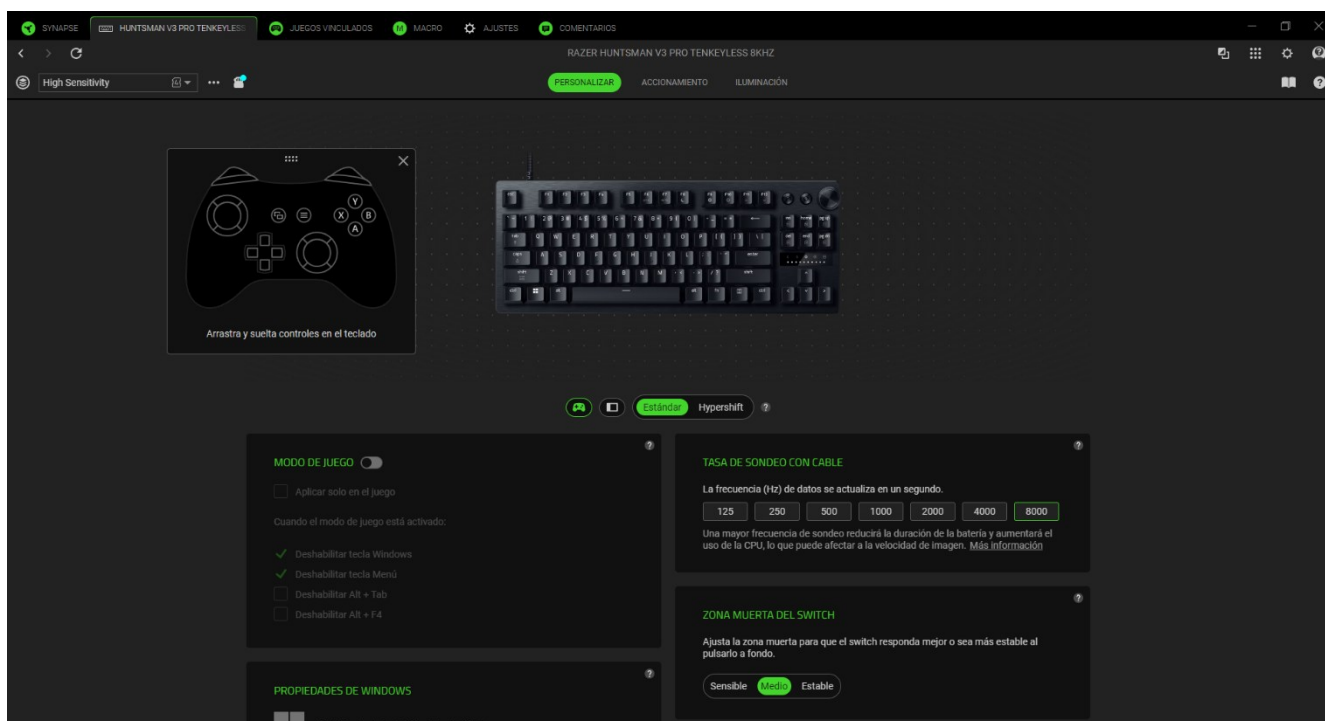 SYNAPSE
HUNTSMAN V3 PRO TENKEYLESS
JUEGOS VINCULADOS
MACRO
AJUSTES
COMENTARIOS
RAZER HUNTSMAN V3 PRO TENKEYLESS 8KHZ
High Sensitivity
PERSONALIZAR
ACCIONAMIENTO
ILUMINACIÓN
Y
X
B
A
Arrastra y suelta controles en el teclado
Estándar
Hypershift
?
MODO DE JUEGO
?
Aplicar solo en el juego
Cuando el modo de juego está activado:
Deshabilitar tecla Windows
Deshabilitar tecla Menú
Deshabilitar Alt + Tab
Deshabilitar Alt + F4
PROPIEDADES DE WINDOWS
?
TASA DE SONDEO CON CABLE
?
La frecuencia (Hz) de datos se actualiza en un segundo.
125 250 500 1000 2000 4000 8000
Una mayor frecuencia de sondeo reducirá la duración de la batería y aumentará el
uso de la CPU, lo que puede afectar a la velocidad de imagen. Más información
ZONA MUERTA DEL SWITCH
?
Ajusta la zona muerta para que el switch responda mejor o sea más estable al
pulsarlo a fondo.
Sensible Medio Estable